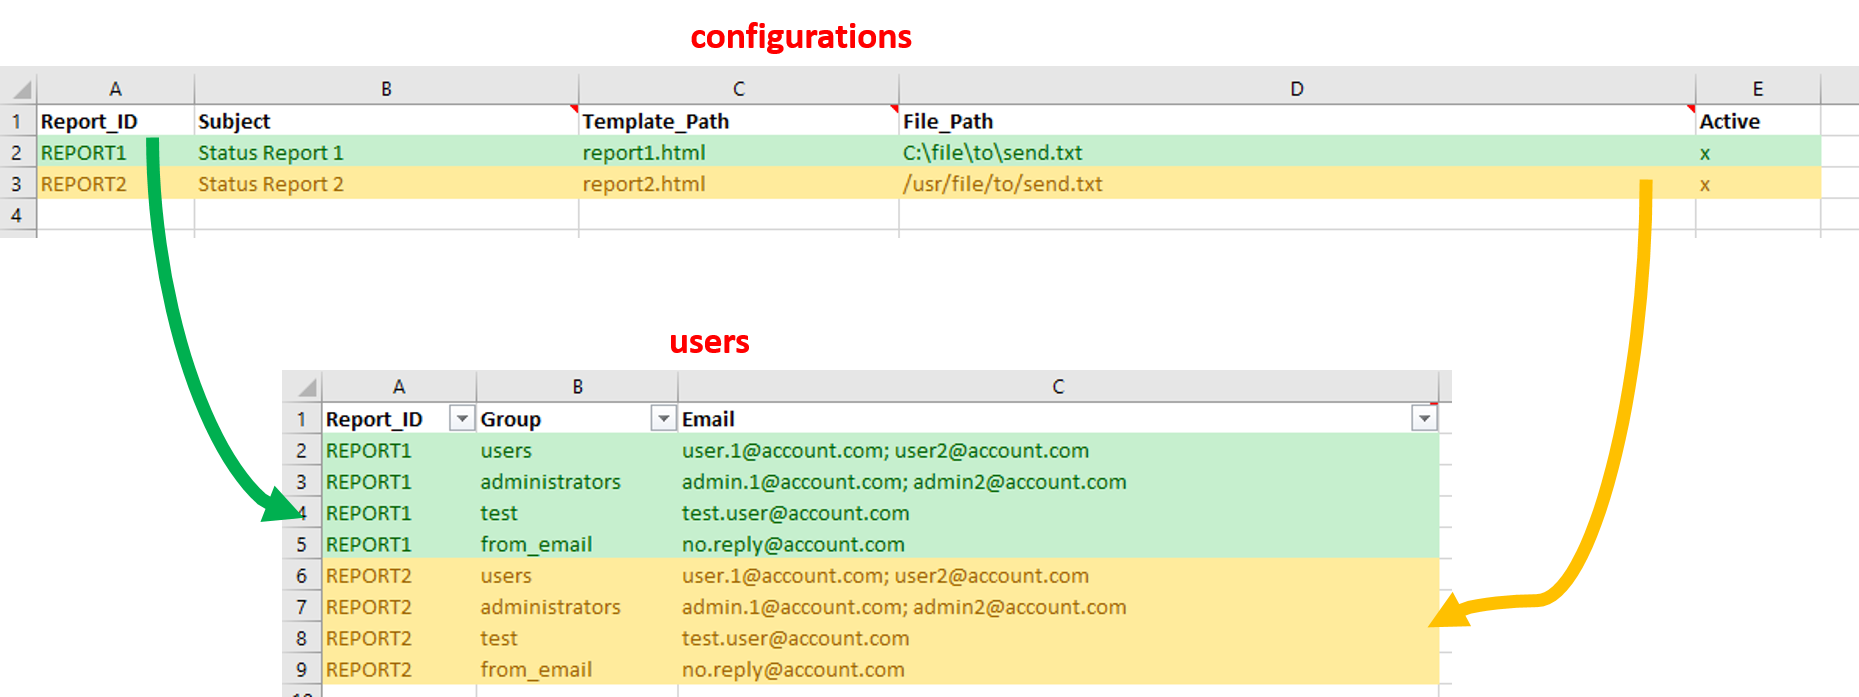 configurations
A B C D E
1 Report_ID Subject Template_Path File_Path Active
2 REPORT1 Status Report 1 report1.html C:\file\to\send.txt x
3 REPORT2 Status Report 2 report2.html /usr/file/to/send.txt x
4
users
A B C
1 Report_ID Group Email
2 REPORT1 users user.1@account.com; user2@account.com
3 REPORT1 administrators admin.1@account.com; admin2@account.com
4 REPORT1 test test.user@account.com
5 REPORT1 from_email no.reply@account.com
6 REPORT2 users user.1@account.com; user2@account.com
7 REPORT2 administrators admin.1@account.com; admin2@account.com
8 REPORT2 test test.user@account.com
9 REPORT2 from_email no.reply@account.com